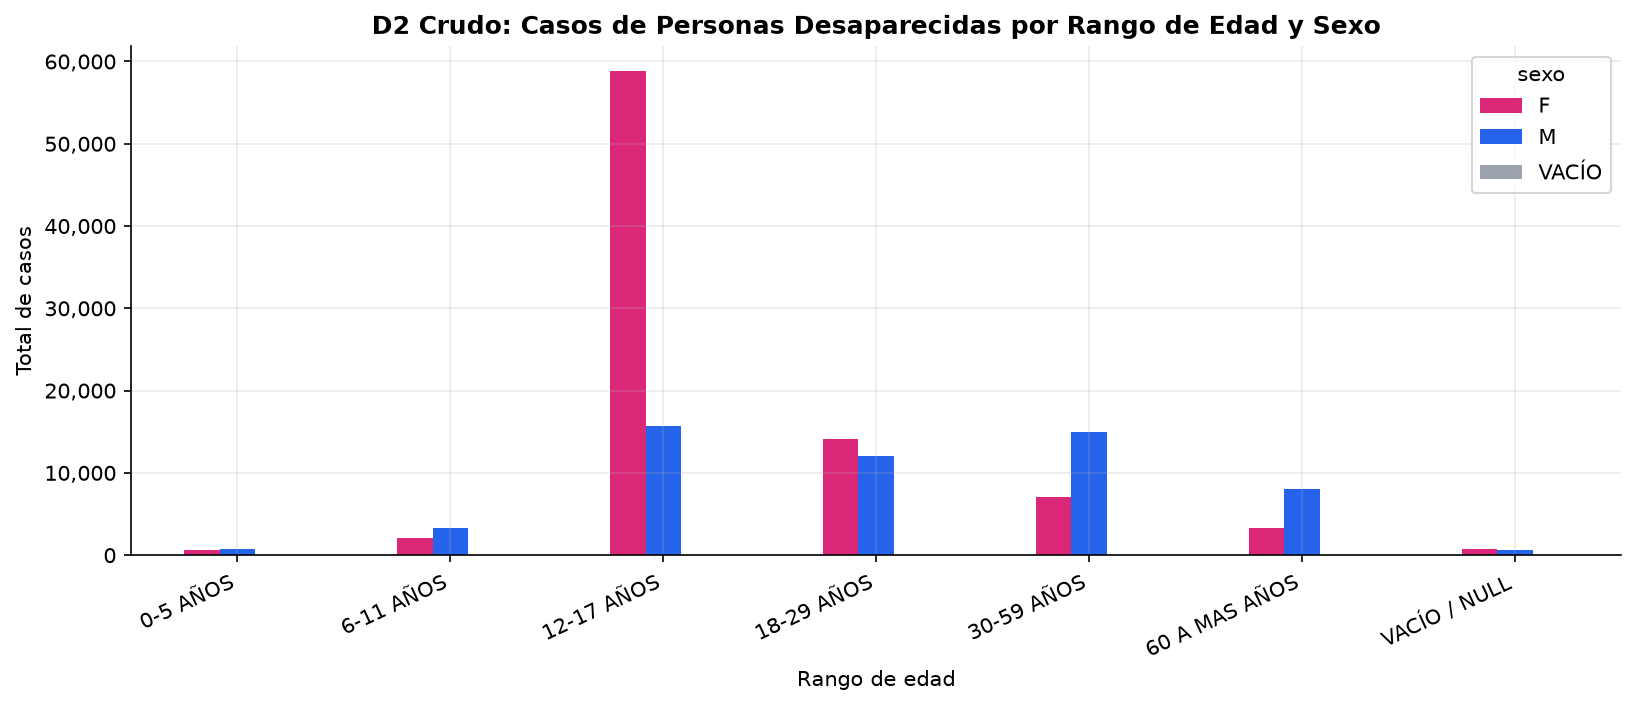 D2 Crudo: Casos de Personas Desaparecidas por Rango de Edad y Sexo
sexo
F
M
VACÍO
Total de casos
60,000
50,000
40,000
30,000
20,000
10,000
0
0-5 AÑOS
6-11 AÑOS
12-17 AÑOS
18-29 AÑOS
30-59 AÑOS
60 A MAS AÑOS
VACÍO / NULL
Rango de edad